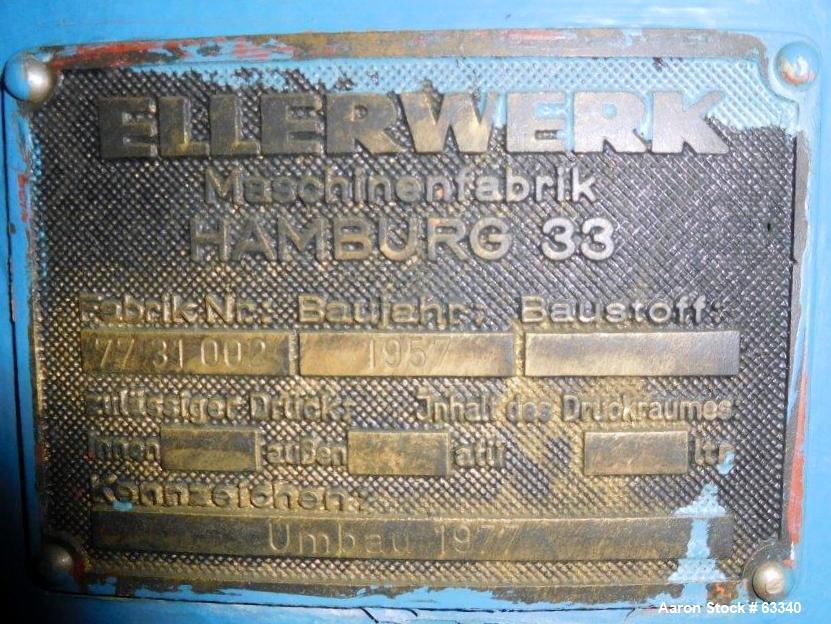 ELLERWERK
Maschinenfabrik
HAMBURG 33
Fabrik-Nr.: Baujahr: Baustoff:
77 31 002 1957
zulässiger Druck: Inhalt des Druckraumes
innen außen atü ltr
Kennzeichen:
Umbau 1977
Aaron Stock # 63340